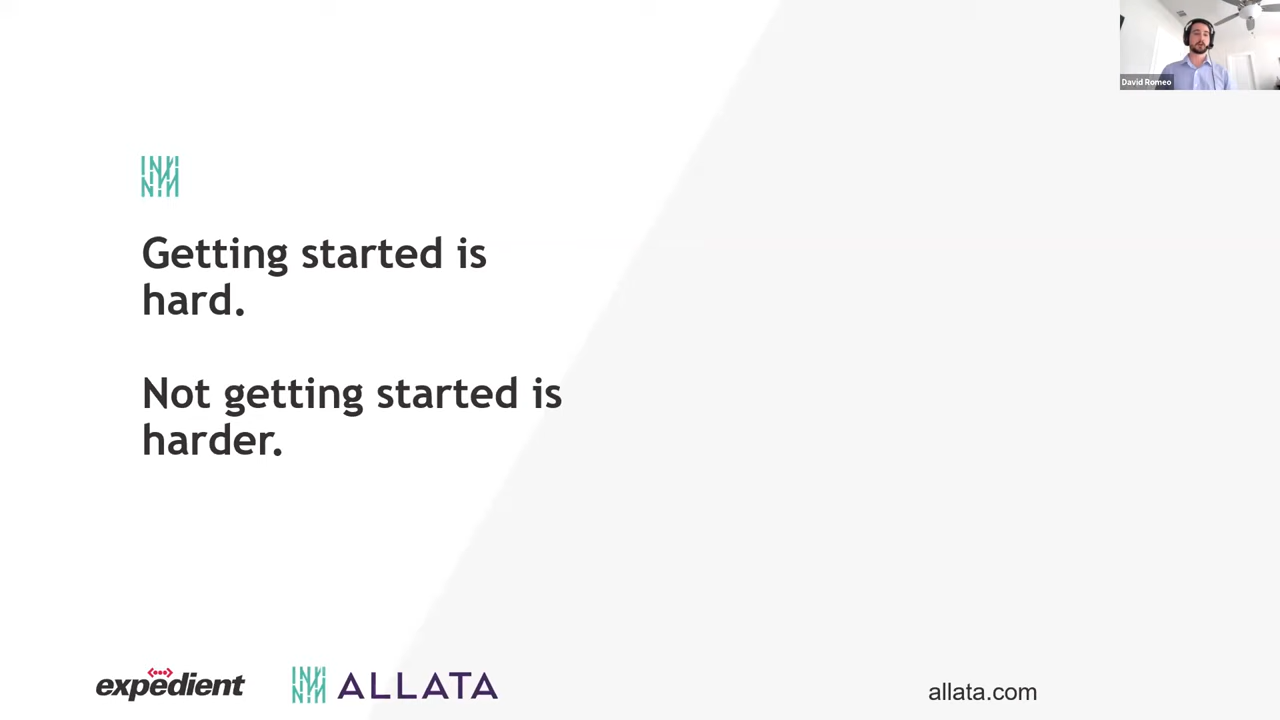 David Romeo
Getting started is
hard.
Not getting started is
harder.
expedient
ALLATA
allata.com